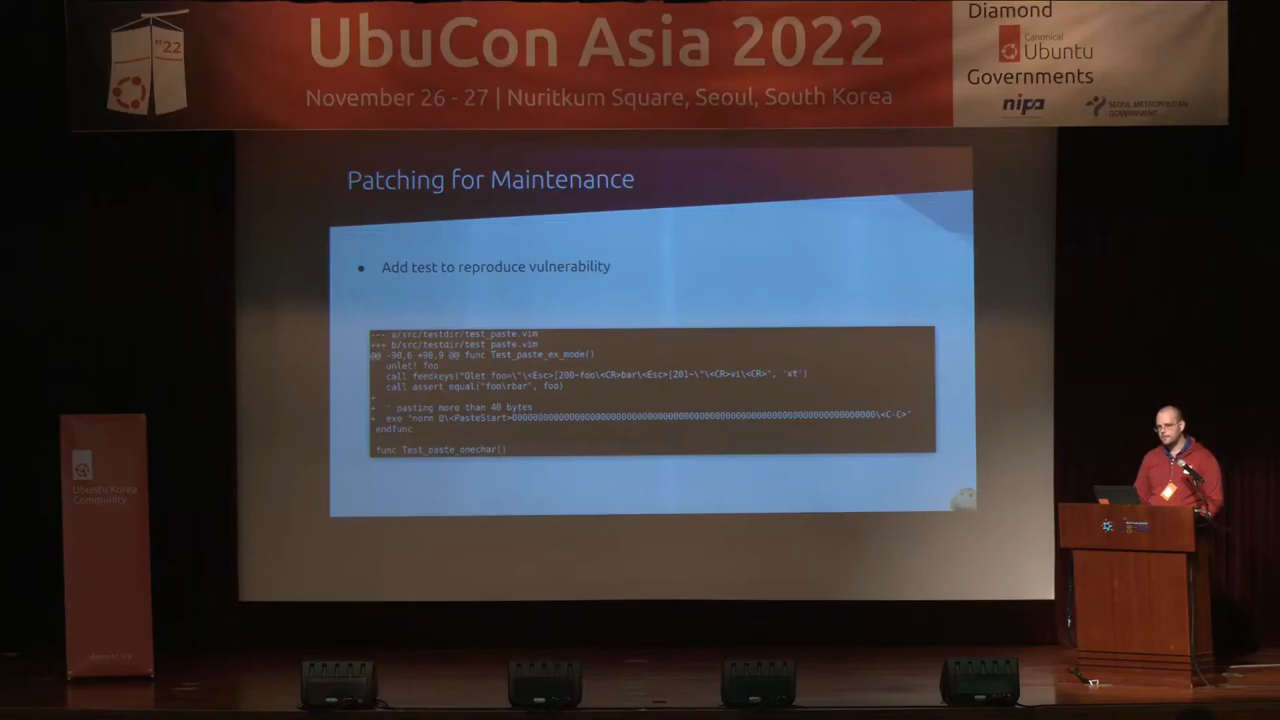 "22
UbuCon Asia 2022
November 26 - 27 | Nuritkum Square, Seoul, South Korea
Diamond
Canonical
Ubuntu
Governments
nipa
SEOUL METROPOLITAN
GOVERNMENT
Patching for Maintenance
● Add test to reproduce vulnerability
--- a/src/testdir/test_paste.vim
+++ b/src/testdir/test_paste.vim
@@ -90,6 +90,9 @@ func Test_paste_ex_mode()
unlet! foo
call feedkeys("Qlet foo=\"\<Esc>[200~foo\<CR>bar\<Esc>[201~\"\<CR>vi\<CR>", 'xt')
call assert_equal("foo\rbar", foo)
+
+ " pasting more than 40 bytes
+ exe "norm Q\<PasteStart>0000000000000000000000000000000000000000000000000000000000000000000000\<C-C>"
endfunc
func Test_paste_onechar()
Ubuntu Korea
Community